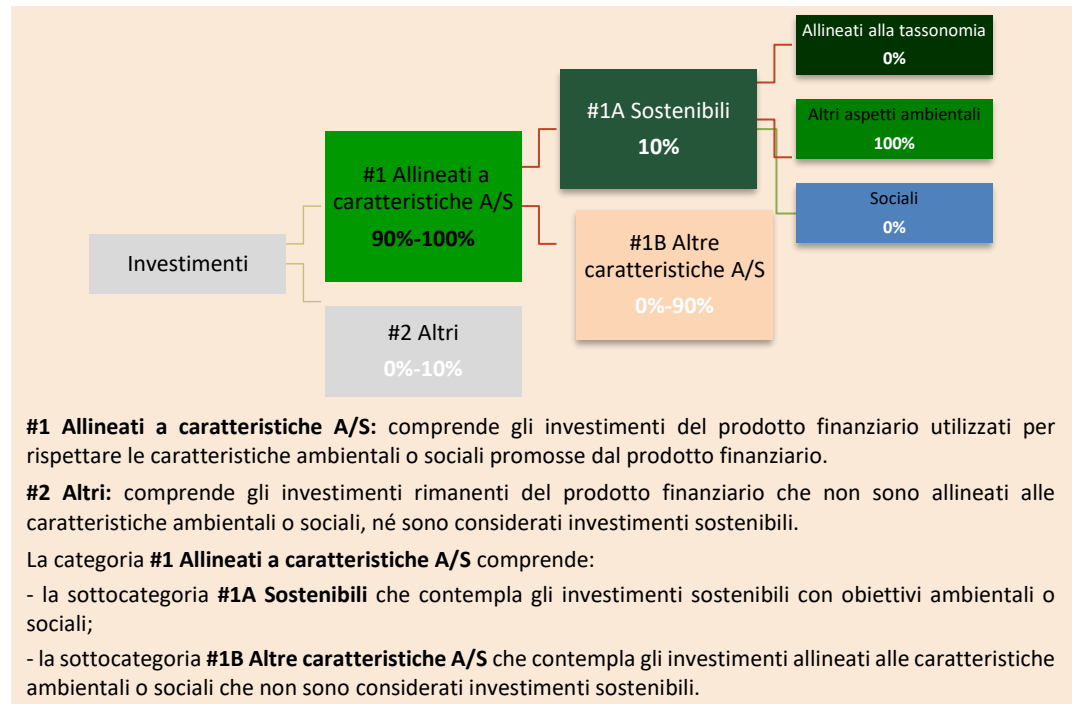 Allineati alla tassonomia
0%
#1A Sostenibili
10%
Altri aspetti ambientali
100%
#1 Allineati a
caratteristiche A/S
90%-100%
Sociali
0%
#1B Altre
caratteristiche A/S
0%-90%
Investimenti
#2 Altri
0%-10%
#1 Allineati a caratteristiche A/S: comprende gli investimenti del prodotto finanziario utilizzati per
rispettare le caratteristiche ambientali o sociali promosse dal prodotto finanziario.
#2 Altri: comprende gli investimenti rimanenti del prodotto finanziario che non sono allineati alle
caratteristiche ambientali o sociali, né sono considerati investimenti sostenibili.
La categoria #1 Allineati a caratteristiche A/S comprende:
- la sottocategoria #1A Sostenibili che contempla gli investimenti sostenibili con obiettivi ambientali o
sociali;
- la sottocategoria #1B Altre caratteristiche A/S che contempla gli investimenti allineati alle caratteristiche
ambientali o sociali che non sono considerati investimenti sostenibili.